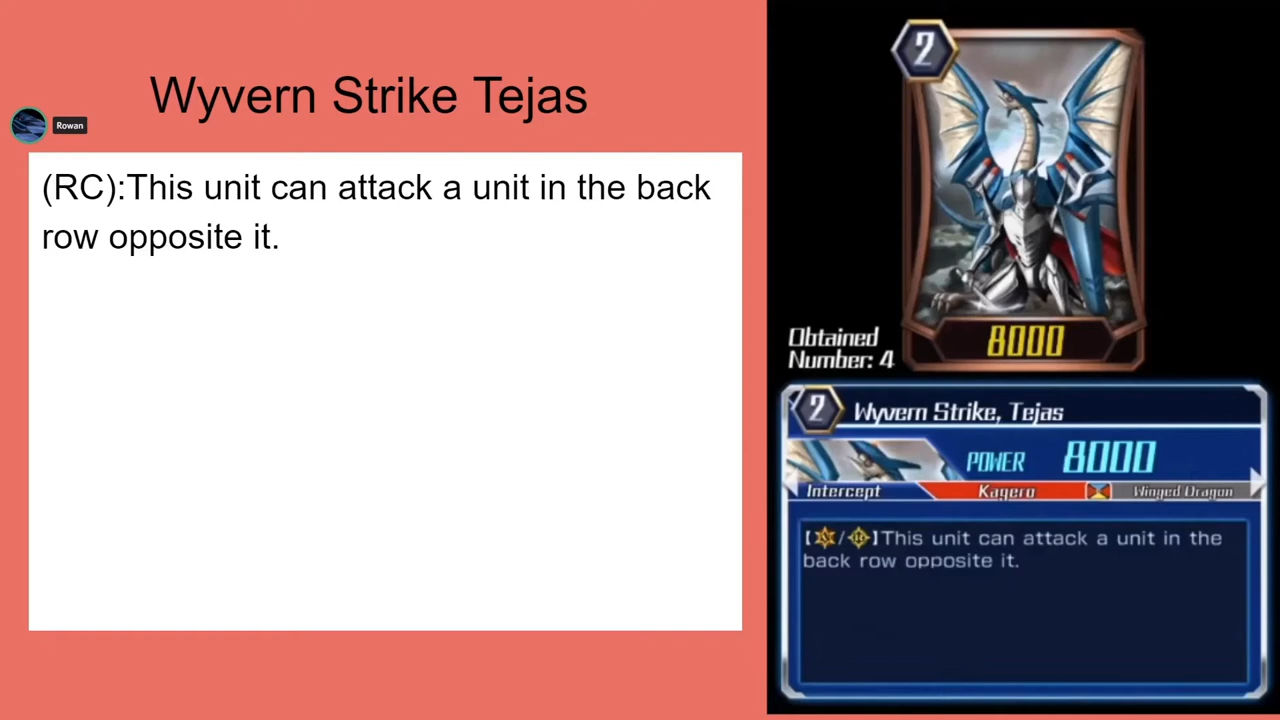 Wyvern Strike Tejas
Rowan
(RC):This unit can attack a unit in the back
row opposite it.
2
8000
Obtained
Number: 4
2
Wyvern Strike, Tejas
POWER 8000
Intercept Kagero Winged Dragon
[ / ]This unit can attack a unit in the
back row opposite it.